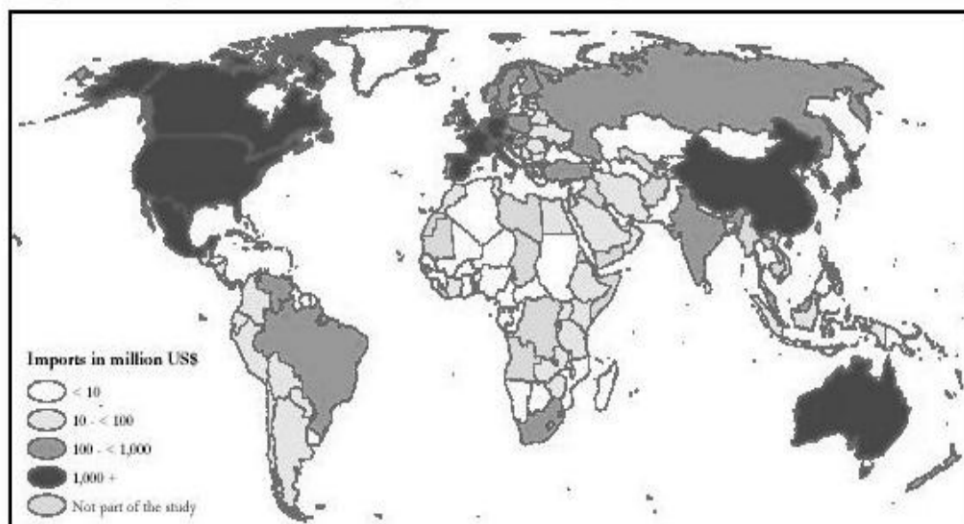 Imports in million US$
< 10
10 - < 100
100 - < 1,000
1,000 +
Not part of the study